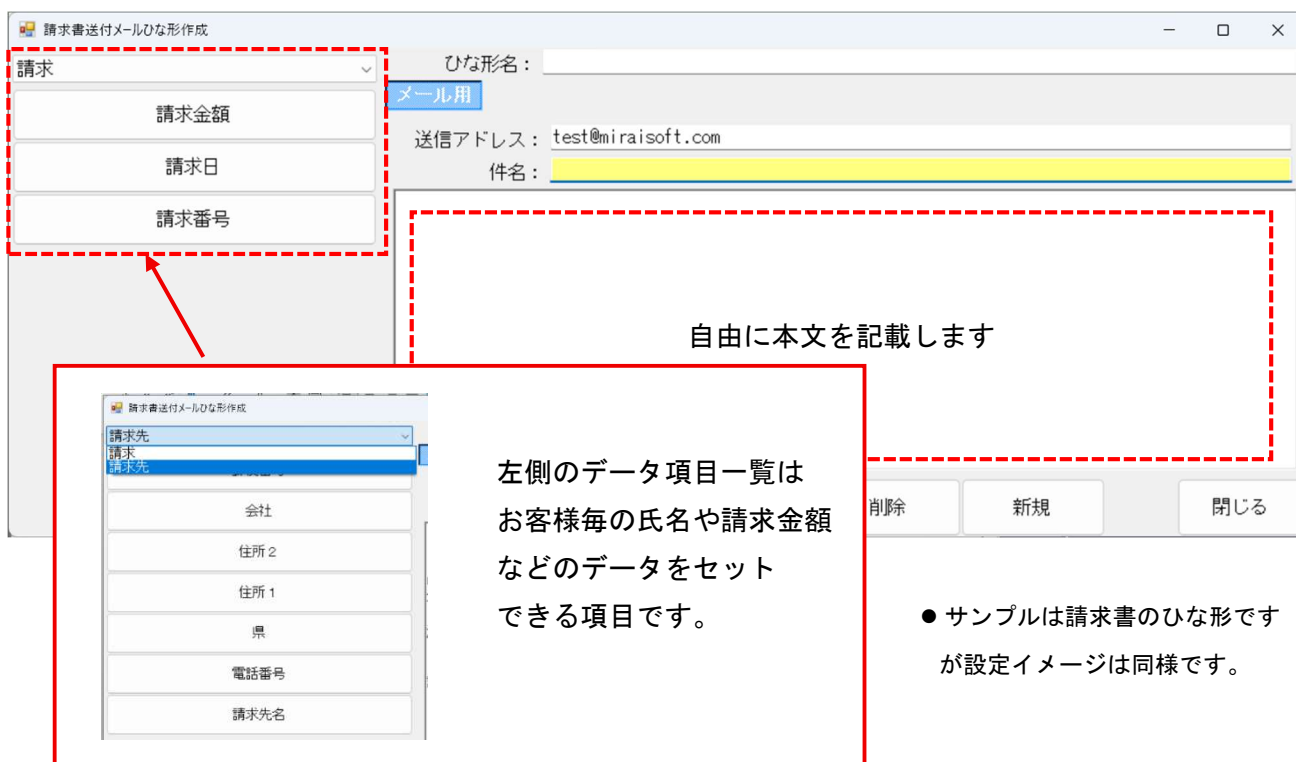 請求書送付メールひな形作成
請求
請求金額
請求日
請求番号
ひな形名：
メール用
送信アドレス： test@miraisoft.com
件名：
自由に本文を記載します
削除
新規
閉じる
請求書送付メールひな形作成
請求先
請求
請求先
会社
住所２
住所１
県
電話番号
請求先名
左側のデータ項目一覧は
お客様毎の氏名や請求金額
などのデータをセット
できる項目です。
● サンプルは請求書のひな形です
が設定イメージは同様です。